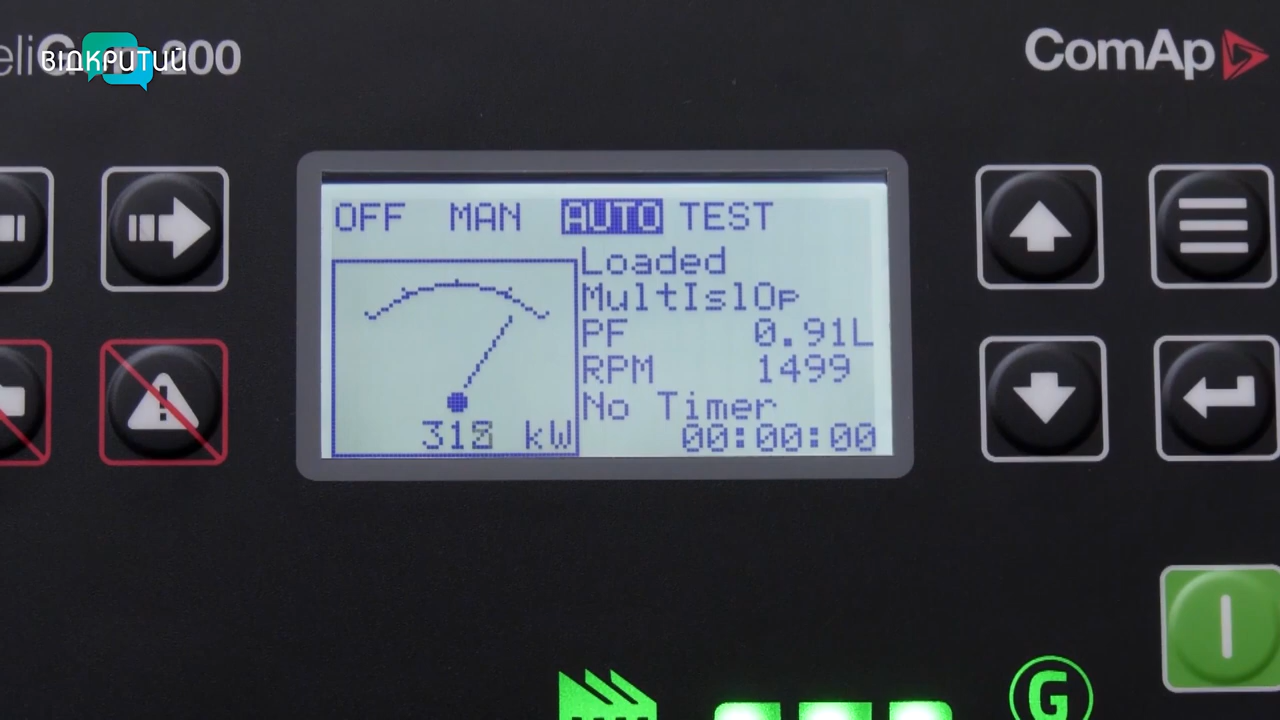 ВІДКРИТИЙ
ComAp
OFF MAN AUTO TEST
Loaded
MultIslOp
PF 0.91L
RPM 1499
No Timer
kW 00:00:00
G